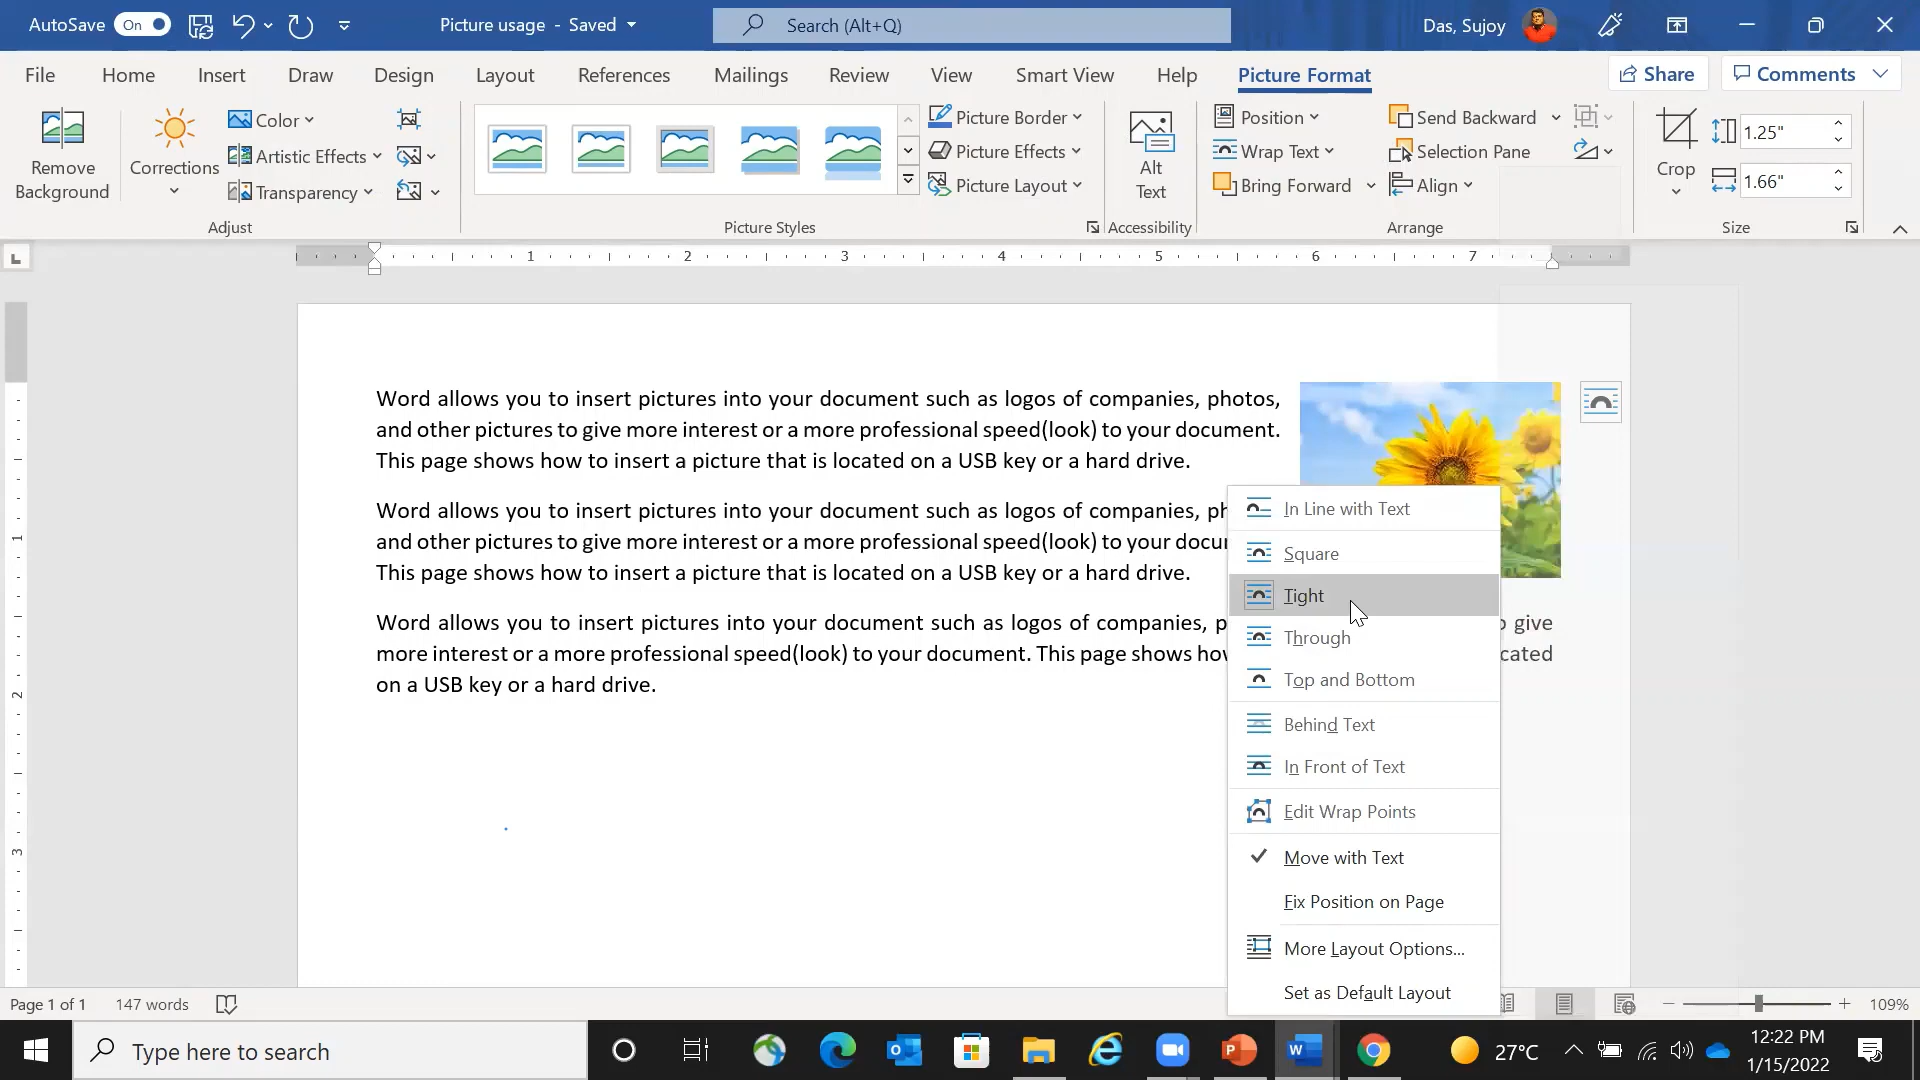 AutoSave On Picture usage - Saved Search (Alt+Q) Das, Sujoy
File Home Insert Draw Design Layout References Mailings Review View Smart View Help Picture Format Share Comments
Remove Background
Corrections
Color
Artistic Effects
Transparency
Adjust
Picture Styles
Picture Border
Picture Effects
Picture Layout
Alt Text
Accessibility
Position
Wrap Text
Bring Forward
Send Backward
Selection Pane
Align
Arrange
Crop
1.25"
1.66"
Size
L
1 2 3 4 5 6 7
1
2
3
Word allows you to insert pictures into your document such as logos of companies, photos,
and other pictures to give more interest or a more professional speed(look) to your document.
This page shows how to insert a picture that is located on a USB key or a hard drive.
Word allows you to insert pictures into your document such as logos of companies, ph
and other pictures to give more interest or a more professional speed(look) to your docu
This page shows how to insert a picture that is located on a USB key or a hard drive.
Word allows you to insert pictures into your document such as logos of companies, p give
more interest or a more professional speed(look) to your document. This page shows how cated
on a USB key or a hard drive.
In Line with Text
Square
Tight
Through
Top and Bottom
Behind Text
In Front of Text
Edit Wrap Points
Move with Text
Fix Position on Page
More Layout Options...
Set as Default Layout
Page 1 of 1 147 words 109%
Type here to search 27°C 12:22 PM
1/15/2022